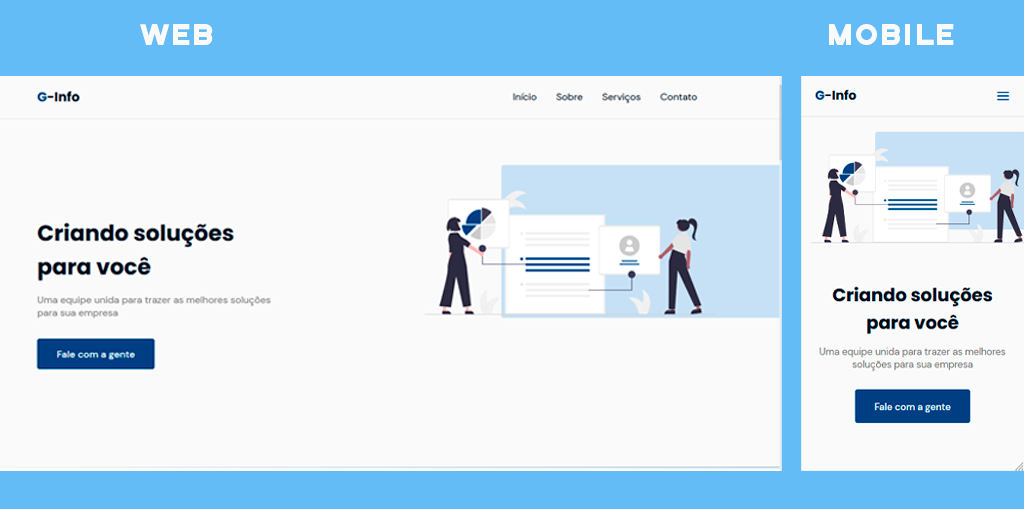 WEB
MOBILE
G-Info
Início Sobre Serviços Contato
Criando soluções
para você
Uma equipe unida para trazer as melhores soluções
para sua empresa
Fale com a gente
G-Info
Criando soluções
para você
Uma equipe unida para trazer as melhores
soluções para sua empresa
Fale com a gente